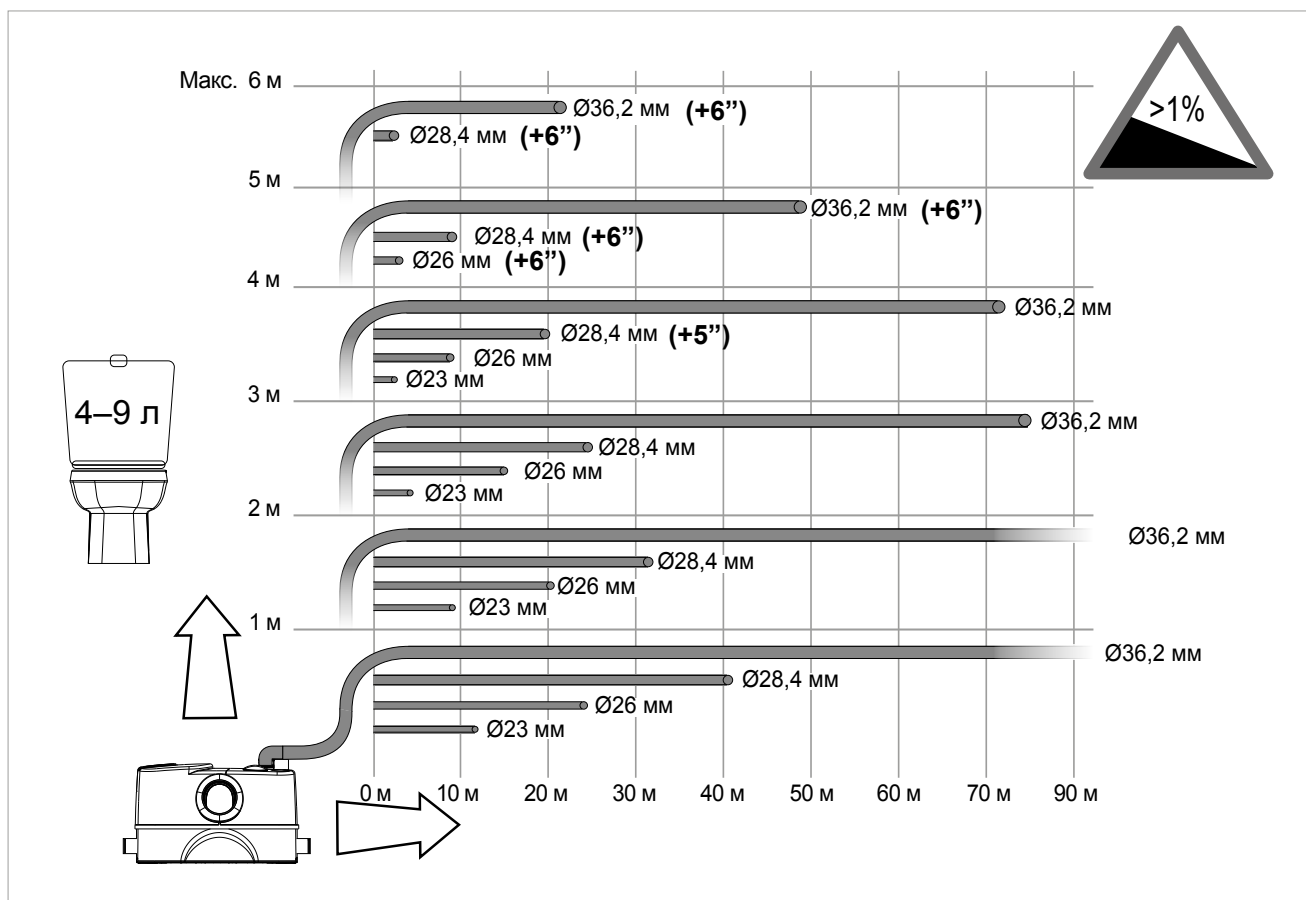 Макс. 6 м
Ø36,2 мм (+6”)
Ø28,4 мм (+6”)
>1%
5 м
Ø36,2 мм (+6”)
Ø28,4 мм (+6”)
Ø26 мм (+6”)
4 м
Ø36,2 мм
Ø28,4 мм (+5”)
Ø26 мм
Ø23 мм
3 м
4–9 л
Ø36,2 мм
Ø28,4 мм
Ø26 мм
Ø23 мм
2 м
Ø36,2 мм
Ø28,4 мм
Ø26 мм
Ø23 мм
1 м
Ø36,2 мм
Ø28,4 мм
Ø26 мм
Ø23 мм
0 м 10 м 20 м 30 м 40 м 50 м 60 м 70 м 90 м